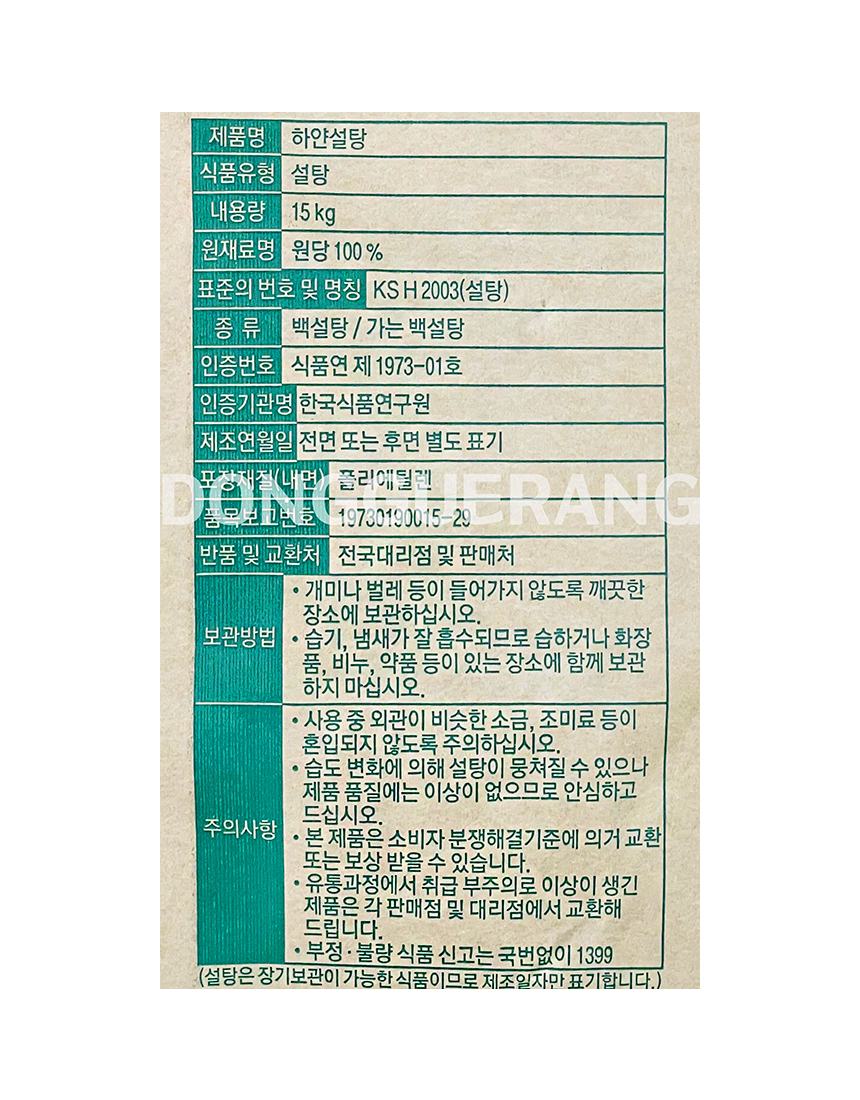 제품명 하얀설탕
식품유형 설탕
내용량 15 kg
원재료명 원당 100 %
표준의 번호 및 명칭 KS H 2003(설탕)
종 류 백설탕 / 가는 백설탕
인증번호 식품연 제 1973-01호
인증기관명 한국식품연구원
제조연월일 전면 또는 후면 별도 표기
포장재질(내면) 폴리에틸렌
DONGGUERANG
품목보고번호 19730190015-29
반품 및 교환처 전국대리점 및 판매처
보관방법
• 개미나 벌레 등이 들어가지 않도록 깨끗한
장소에 보관하십시오.
• 습기, 냄새가 잘 흡수되므로 습하거나 화장
품, 비누, 약품 등이 있는 장소에 함께 보관
하지 마십시오.
주의사항
• 사용 중 외관이 비슷한 소금, 조미료 등이
혼입되지 않도록 주의하십시오.
• 습도 변화에 의해 설탕이 뭉쳐질 수 있으나
제품 품질에는 이상이 없으므로 안심하고
드십시오.
• 본 제품은 소비자 분쟁해결기준에 의거 교환
또는 보상 받을 수 있습니다.
• 유통과정에서 취급 부주의로 이상이 생긴
제품은 각 판매점 및 대리점에서 교환해
드립니다.
• 부정·불량 식품 신고는 국번없이 1399
(설탕은 장기보관이 가능한 식품이므로 제조일자만 표기합니다.)